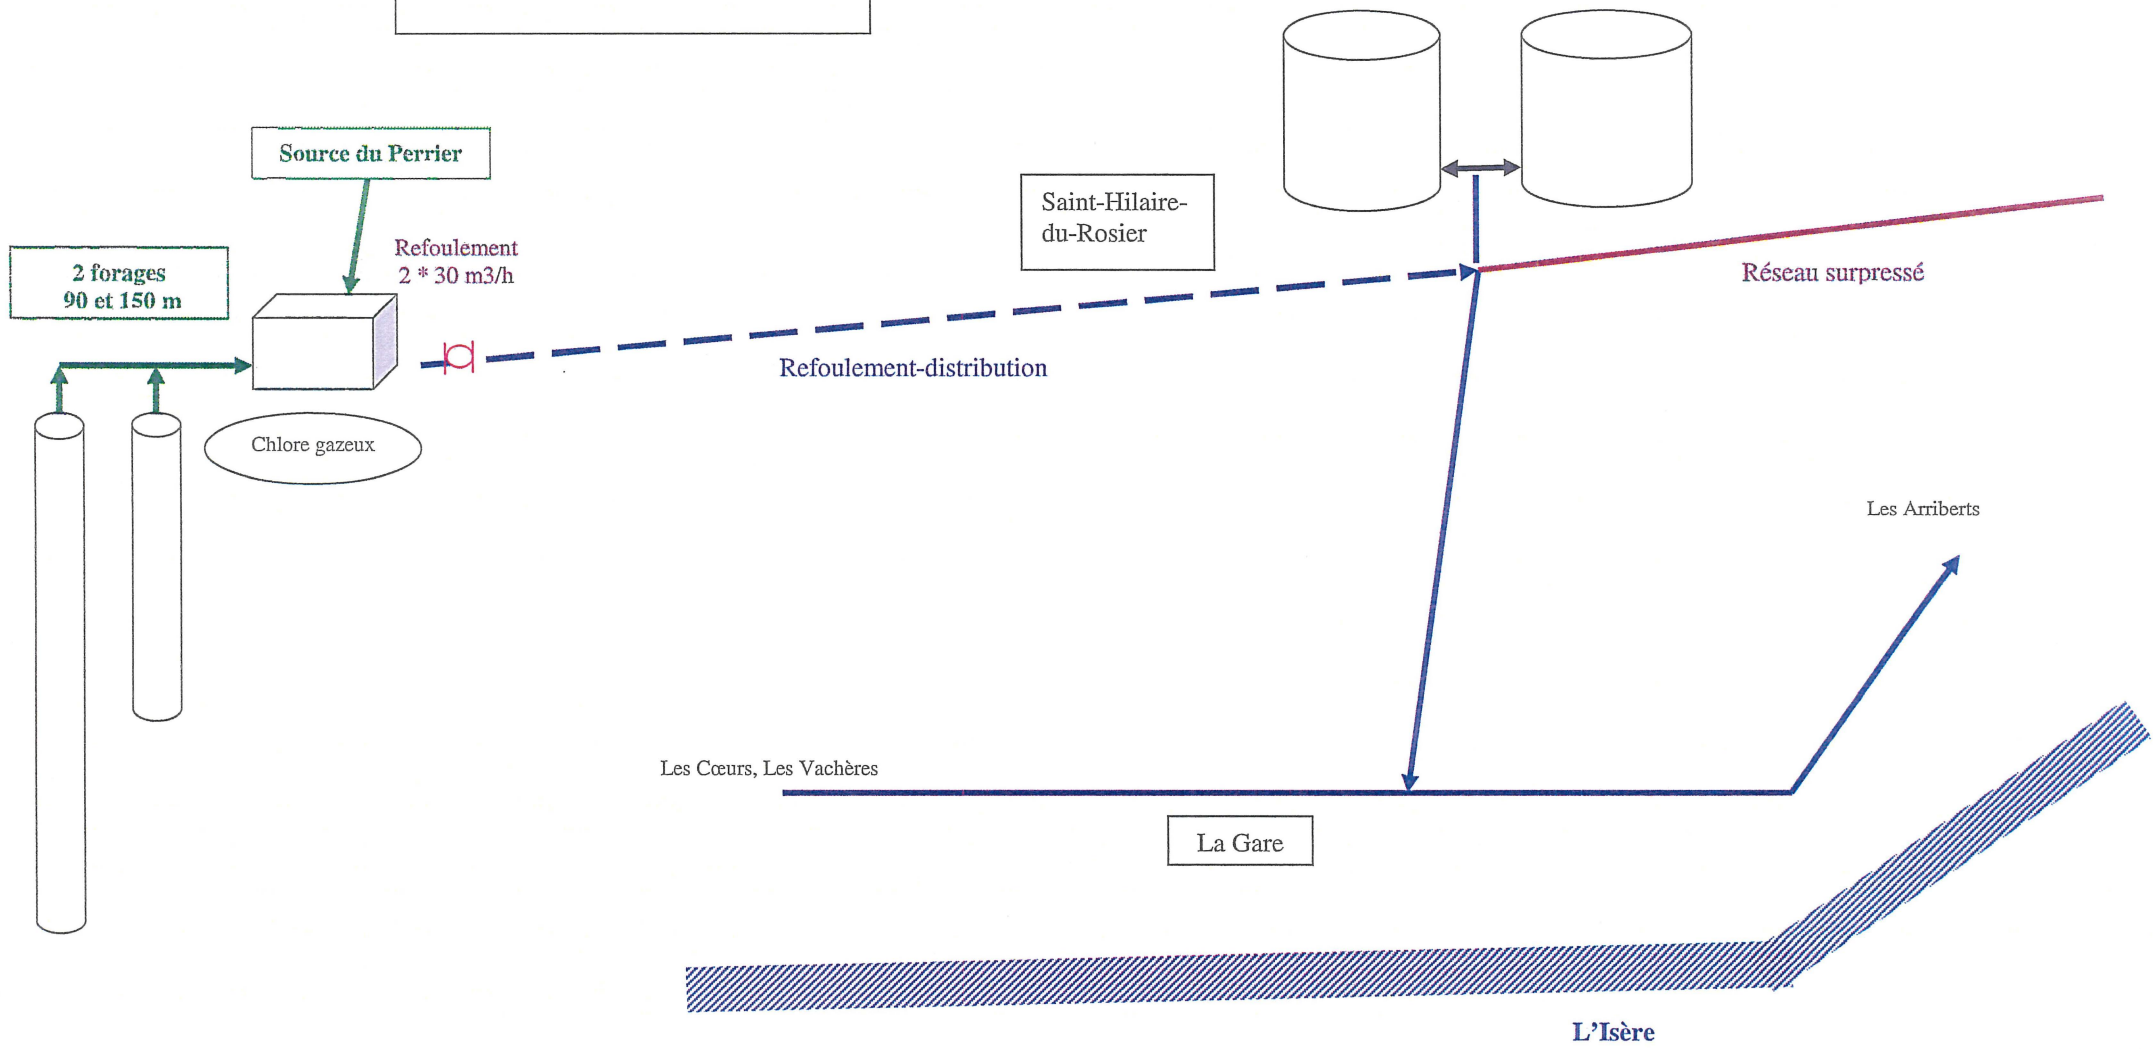 Source du Perrier
2 forages
90 et 150 m
Refoulement
2 * 30 m3/h
Chlore gazeux
Saint-Hilaire-
du-Rosier
Réseau surpressé
Refoulement-distribution
Les Arriberts
Les Cœurs, Les Vachères
La Gare
L'Isère